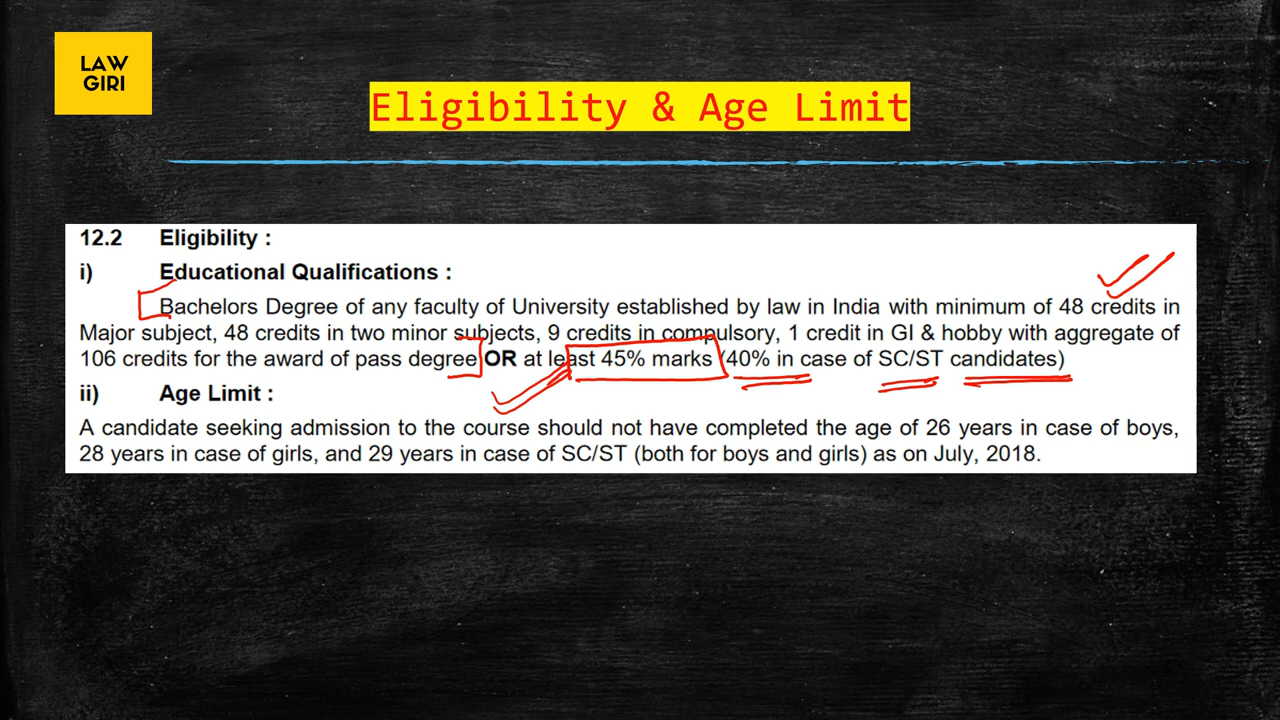 LAW
GIRI
Eligibility & Age Limit
12.2 Eligibility :
i) Educational Qualifications :
Bachelors Degree of any faculty of University established by law in India with minimum of 48 credits in
Major subject, 48 credits in two minor subjects, 9 credits in compulsory, 1 credit in GI & hobby with aggregate of
106 credits for the award of pass degree OR at least 45% marks (40% in case of SC/ST candidates)
ii) Age Limit :
A candidate seeking admission to the course should not have completed the age of 26 years in case of boys,
28 years in case of girls, and 29 years in case of SC/ST (both for boys and girls) as on July, 2018.